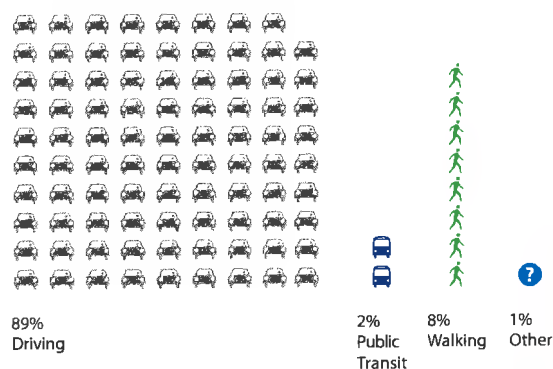 ?
89%
Driving
2%
Public
Transit
8%
Walking
1%
Other